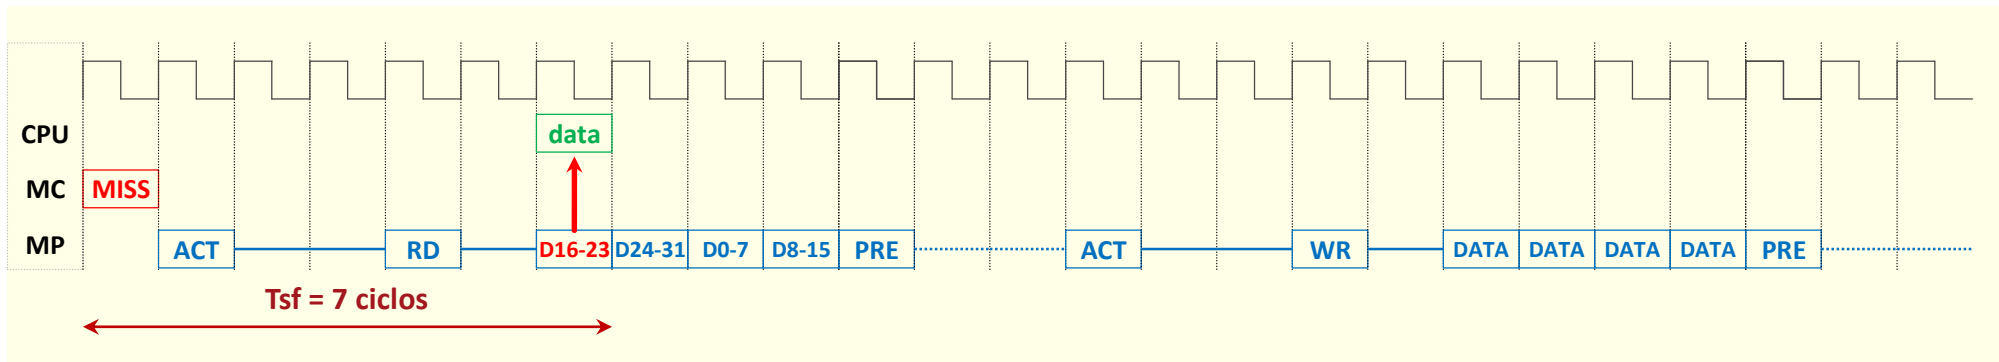 CPU data
MC MISS
MP ACT RD D16-23 D24-31 D0-7 D8-15 PRE ACT WR DATA DATA DATA DATA PRE
Tsf = 7 ciclos